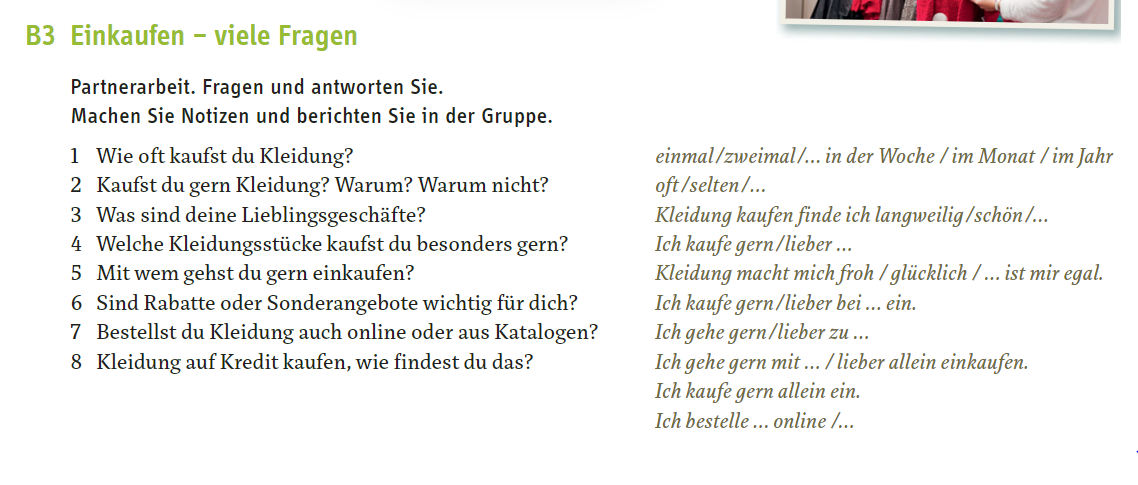 B3 Einkaufen – viele Fragen
Partnerarbeit. Fragen und antworten Sie.
Machen Sie Notizen und berichten Sie in der Gruppe.
1 Wie oft kaufst du Kleidung?
2 Kaufst du gern Kleidung? Warum? Warum nicht?
3 Was sind deine Lieblingsgeschäfte?
4 Welche Kleidungsstücke kaufst du besonders gern?
5 Mit wem gehst du gern einkaufen?
6 Sind Rabatte oder Sonderangebote wichtig für dich?
7 Bestellst du Kleidung auch online oder aus Katalogen?
8 Kleidung auf Kredit kaufen, wie findest du das?
einmal/zweimal/… in der Woche / im Monat / im Jahr
oft/selten/…
Kleidung kaufen finde ich langweilig/schön/…
Ich kaufe gern/lieber …
Kleidung macht mich froh / glücklich / … ist mir egal.
Ich kaufe gern/lieber bei … ein.
Ich gehe gern/lieber zu …
Ich gehe gern mit … / lieber allein einkaufen.
Ich kaufe gern allein ein.
Ich bestelle … online /…